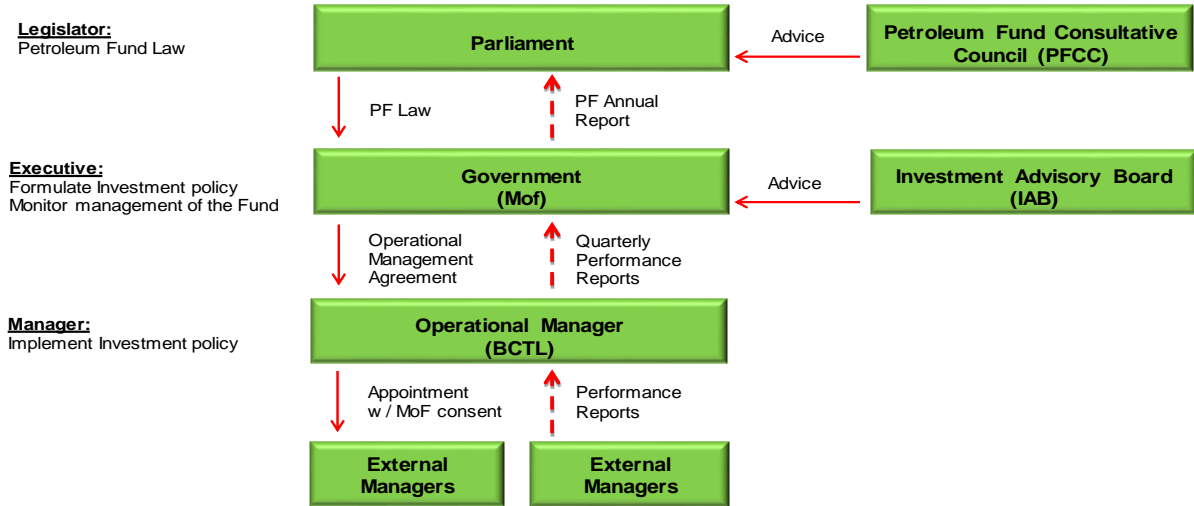 Legislator:
Petroleum Fund Law
Parliament
Advice
Petroleum Fund Consultative
Council (PFCC)
PF Law
PF Annual
Report
Executive:
Formulate Investment policy
Monitor management of the Fund
Government
(Mof)
Advice
Investment Advisory Board
(IAB)
Operational
Management
Agreement
Quarterly
Performance
Reports
Manager:
Implement Investment policy
Operational Manager
(BCTL)
Appointment
w / MoF consent
Performance
Reports
External
Managers
External
Managers